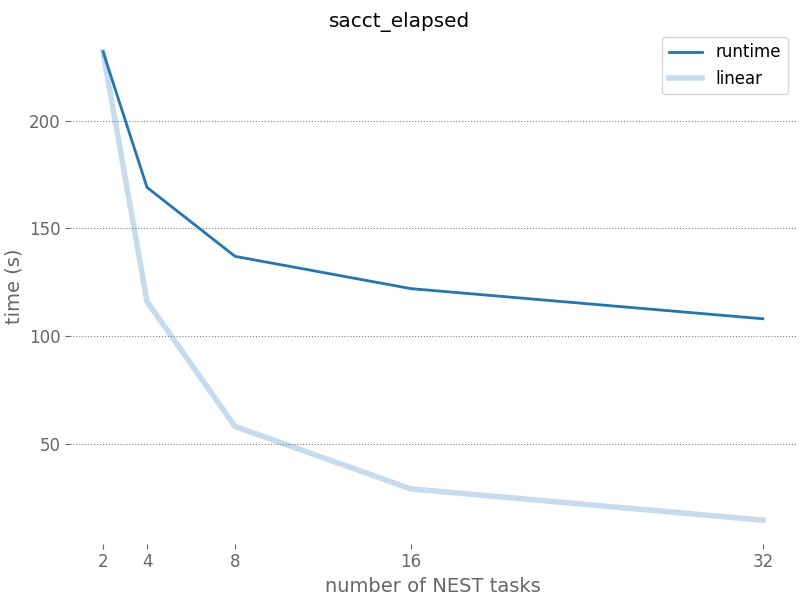 sacct_elapsed
runtime
linear
200
150
100
50
time (s)
2 4 8 16 32
number of NEST tasks